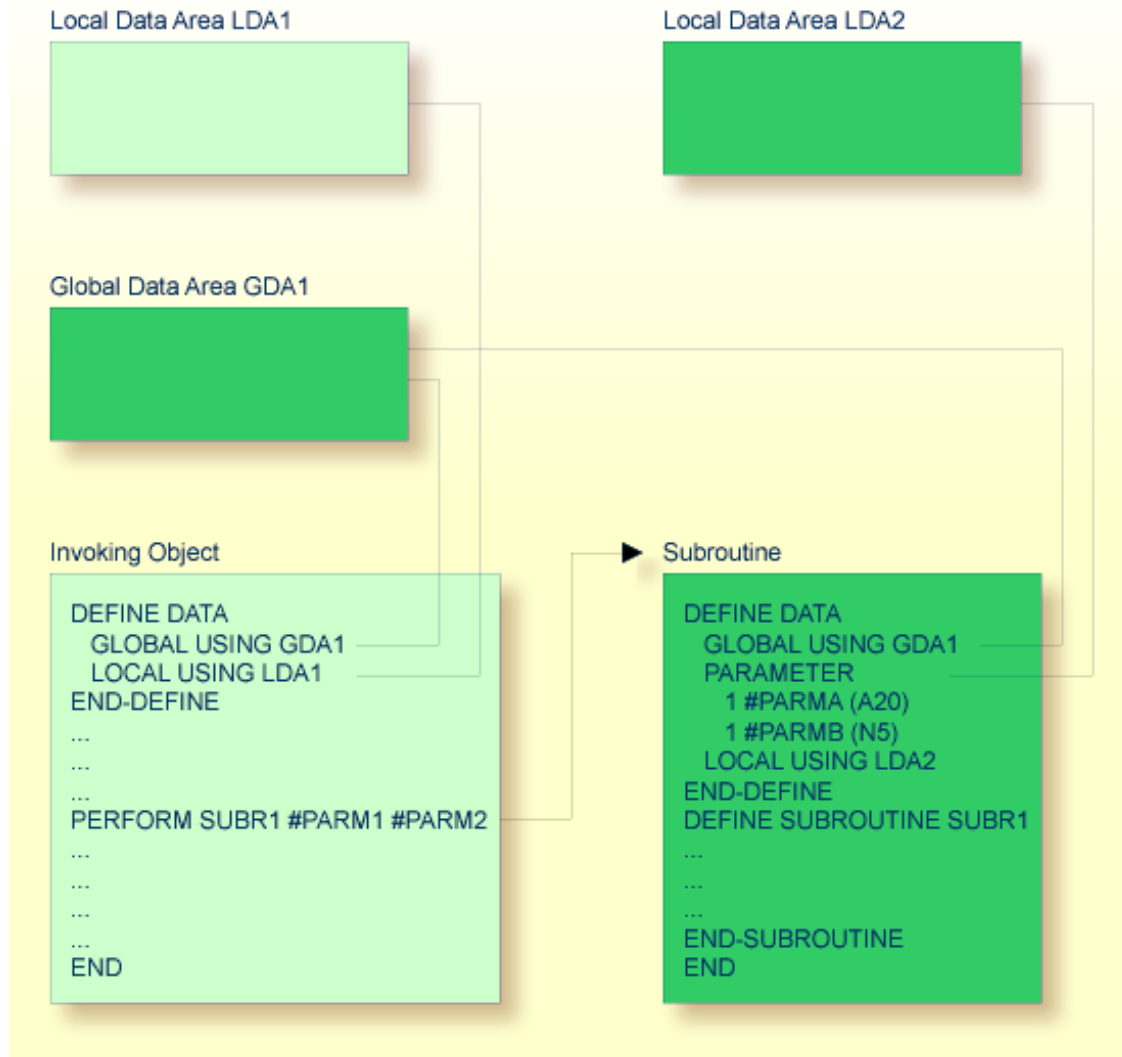 Local Data Area LDA1
Local Data Area LDA2
Global Data Area GDA1
Invoking Object
DEFINE DATA
GLOBAL USING GDA1
LOCAL USING LDA1
END-DEFINE
...
...
...
PERFORM SUBR1 #PARM1 #PARM2
...
...
...
...
END
Subroutine
DEFINE DATA
GLOBAL USING GDA1
PARAMETER
1 #PARMA (A20)
1 #PARMB (N5)
LOCAL USING LDA2
END-DEFINE
DEFINE SUBROUTINE SUBR1
...
...
...
END-SUBROUTINE
END